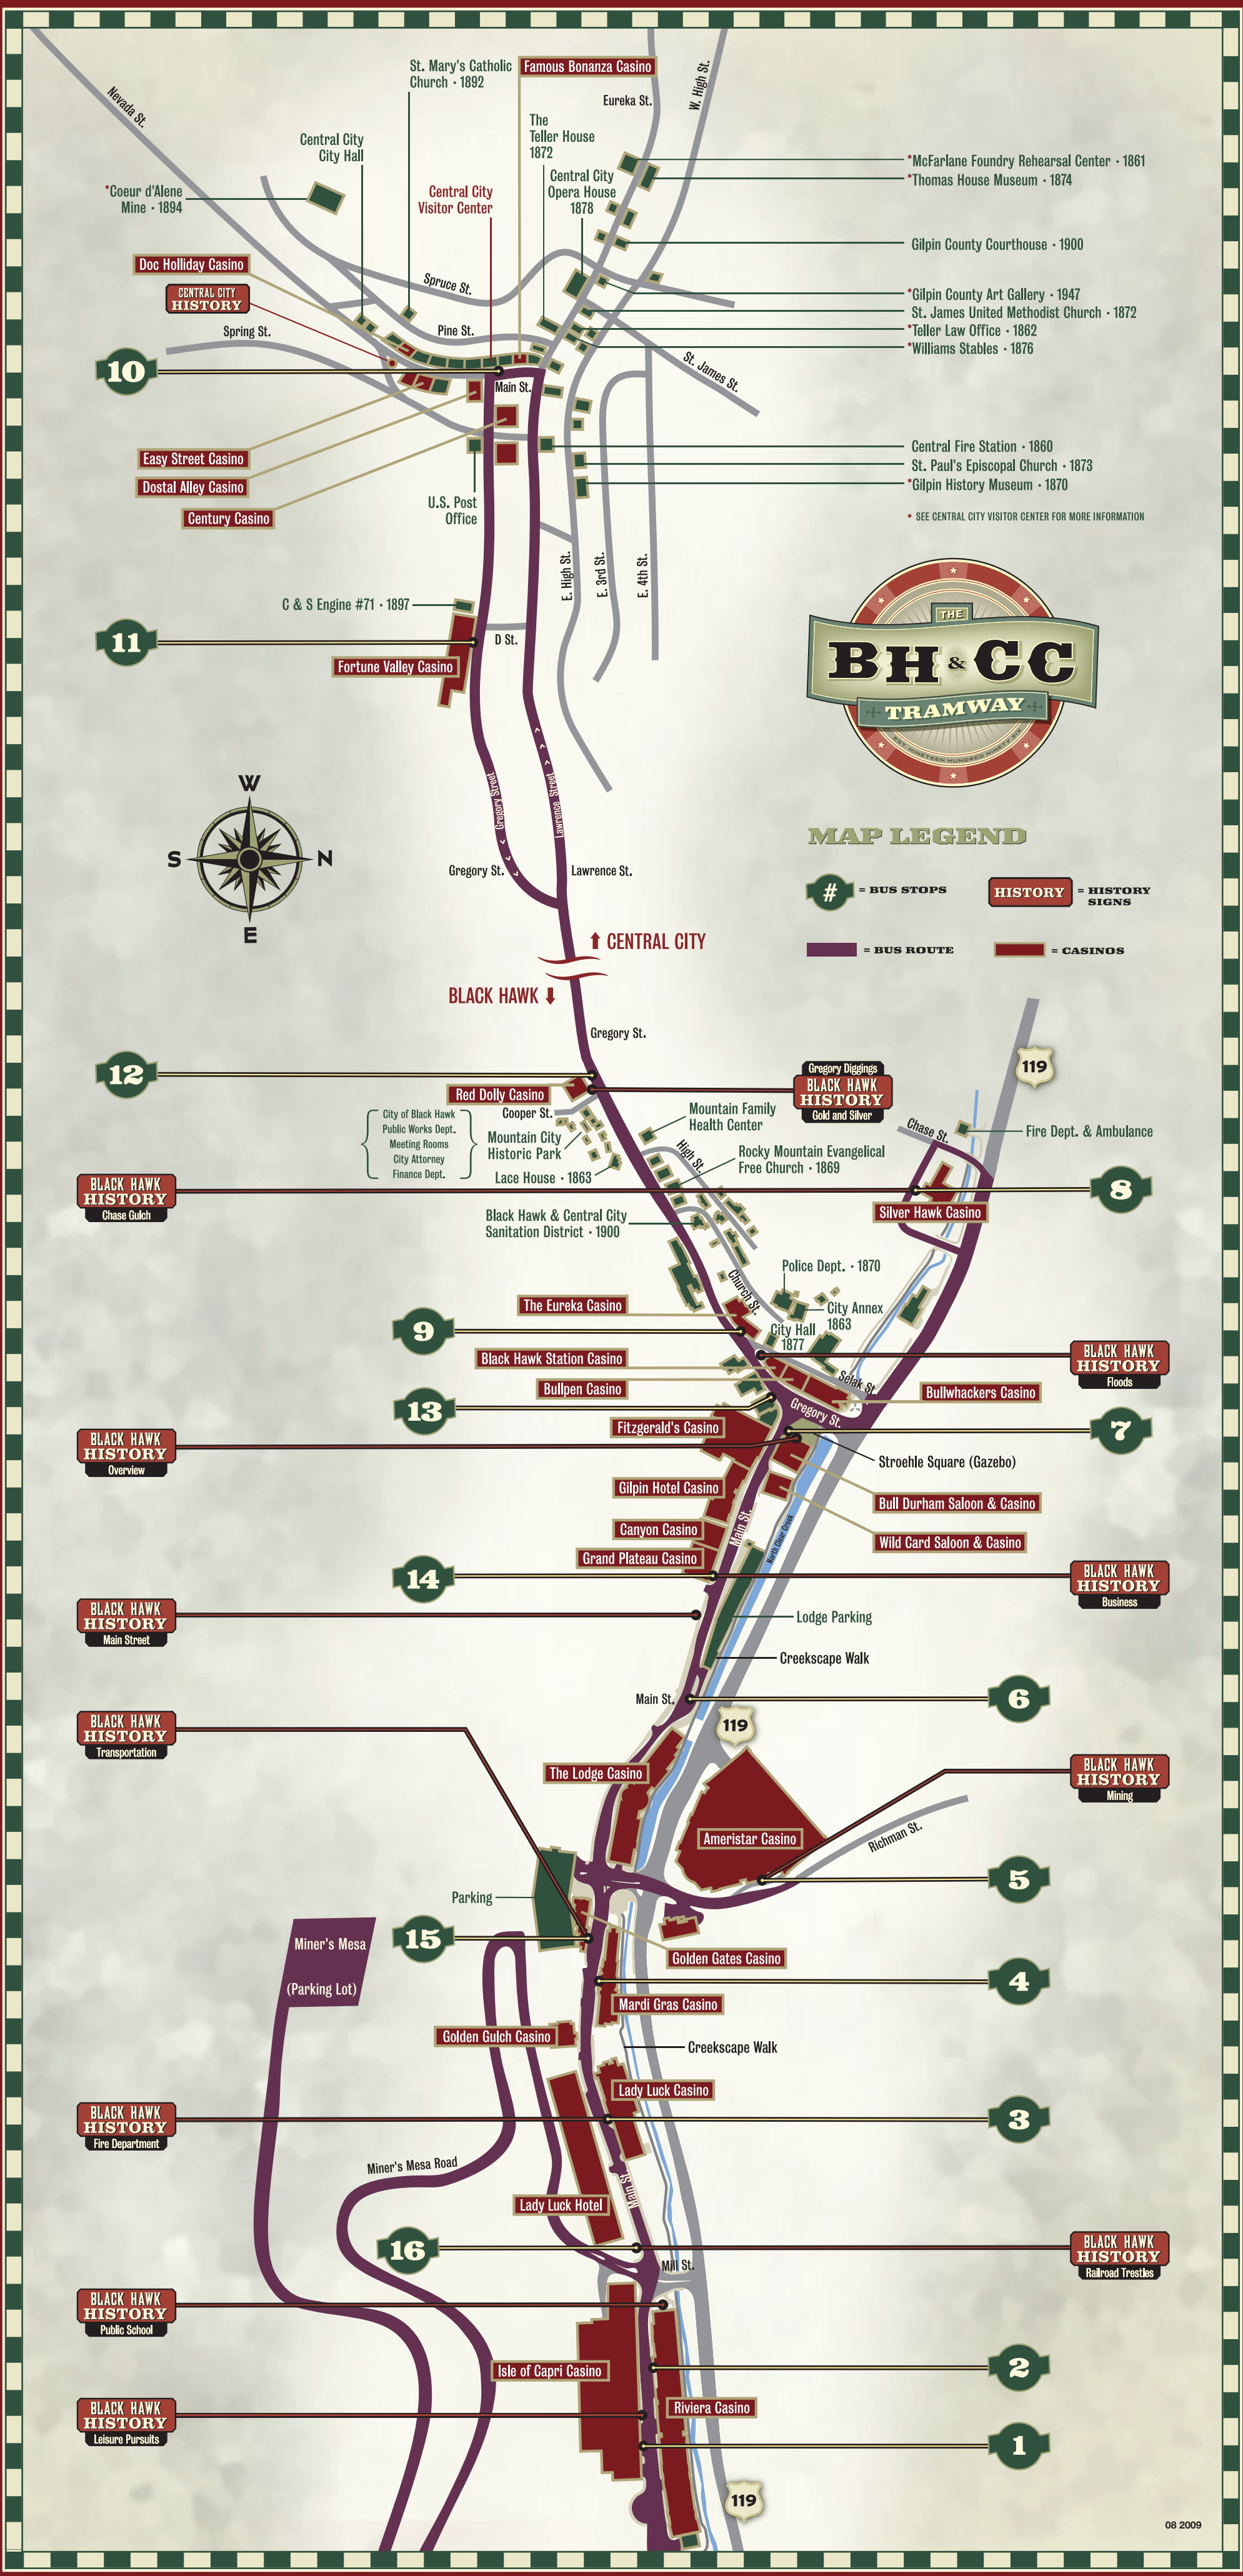 Nevada St.
St. Mary's Catholic
Church · 1892
Famous Bonanza Casino
Eureka St.
W. High St.
The
Teller House
1872
Central City
City Hall
Central City
Opera House
1878
*Coeur d'Alene
Mine · 1894
Central City
Visitor Center
*McFarlane Foundry Rehearsal Center · 1861
*Thomas House Museum · 1874
Gilpin County Courthouse · 1900
Doc Holliday Casino
CENTRAL CITY
HISTORY
Spruce St.
*Gilpin County Art Gallery · 1947
St. James United Methodist Church · 1872
*Teller Law Office · 1862
*Williams Stables · 1876
Spring St.
Pine St.
St. James St.
10
Main St.
Easy Street Casino
Dostal Alley Casino
Century Casino
U.S. Post
Office
Central Fire Station · 1860
St. Paul's Episcopal Church · 1873
*Gilpin History Museum · 1870
* SEE CENTRAL CITY VISITOR CENTER FOR MORE INFORMATION
E. High St.
E. 3rd St.
E. 4th St.
C & S Engine #71 · 1897
11
D St.
Fortune Valley Casino
THE
BH & CC
TRAMWAY
EST. NINETEEN HUNDRED NINETY SIX
W
S
N
E
Gregory Street
Lawrence Street
Gregory St.
Lawrence St.
MAP LEGEND
# = BUS STOPS
HISTORY = HISTORY
SIGNS
= BUS ROUTE
= CASINOS
CENTRAL CITY
BLACK HAWK
Gregory St.
119
12
Red Dolly Casino
Gregory Diggings
BLACK HAWK
HISTORY
Gold and Silver
Cooper St.
City of Black Hawk
Public Works Dept.
Meeting Rooms
City Attorney
Finance Dept.
Mountain City
Historic Park
Lace House · 1863
Mountain Family
Health Center
High St.
Rocky Mountain Evangelical
Free Church · 1869
Chase St.
Fire Dept. & Ambulance
BLACK HAWK
HISTORY
Chase Gulch
8
Silver Hawk Casino
Black Hawk & Central City
Sanitation District · 1900
Church St.
Police Dept. · 1870
City Annex
1863
City Hall
1877
The Eureka Casino
9
Black Hawk Station Casino
BLACK HAWK
HISTORY
Floods
Selak St.
Bullpen Casino
Bullwhackers Casino
13
Gregory St.
Fitzgerald's Casino
7
BLACK HAWK
HISTORY
Overview
Stroehle Square (Gazebo)
Gilpin Hotel Casino
Bull Durham Saloon & Casino
Canyon Casino
Main St.
North Clear Creek
Wild Card Saloon & Casino
Grand Plateau Casino
14
BLACK HAWK
HISTORY
Business
BLACK HAWK
HISTORY
Main Street
Lodge Parking
Creekscape Walk
Main St.
6
119
BLACK HAWK
HISTORY
Transportation
The Lodge Casino
BLACK HAWK
HISTORY
Mining
Ameristar Casino
Richman St.
5
Parking
15
Miner's Mesa
(Parking Lot)
Golden Gates Casino
4
Mardi Gras Casino
Golden Gulch Casino
Creekscape Walk
Lady Luck Casino
BLACK HAWK
HISTORY
Fire Department
3
Miner's Mesa Road
Main St.
Lady Luck Hotel
16
Mill St.
BLACK HAWK
HISTORY
Railroad Trestles
BLACK HAWK
HISTORY
Public School
Isle of Capri Casino
2
Riviera Casino
BLACK HAWK
HISTORY
Leisure Pursuits
1
119
08 2009